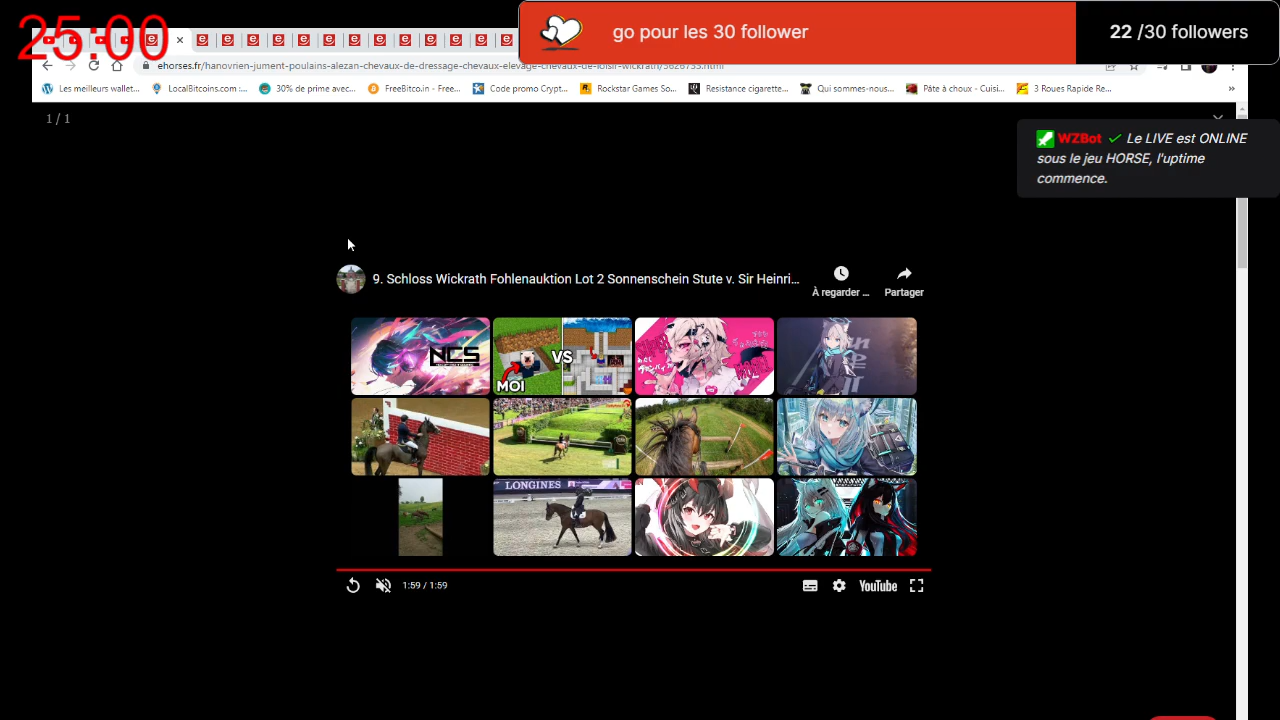 25:00
go pour les 30 follower
22 /30 followers
ehorses.fr/hanovrien-jument-poulains-alezan-chevaux-de-dressage-chevaux-elevage-chevaux-de-loisir-wickrath/5626735.html
Les meilleurs wallet...
LocalBitcoins.com :...
30% de prime avec...
FreeBitco.in - Free...
Code promo Crypt...
Rockstar Games So...
Resistance cigarette...
Qui sommes-nous...
Pâte à choux - Cuisi...
3 Roues Rapide Re...
»
1 / 1
WZBot ✓ Le LIVE est ONLINE
sous le jeu HORSE, l'uptime
commence.
9. Schloss Wickrath Fohlenauktion Lot 2 Sonnenschein Stute v. Sir Heinri...
À regarder ...
Partager
NCS
VS
MOI
LONGINES
1:59 / 1:59
YouTube